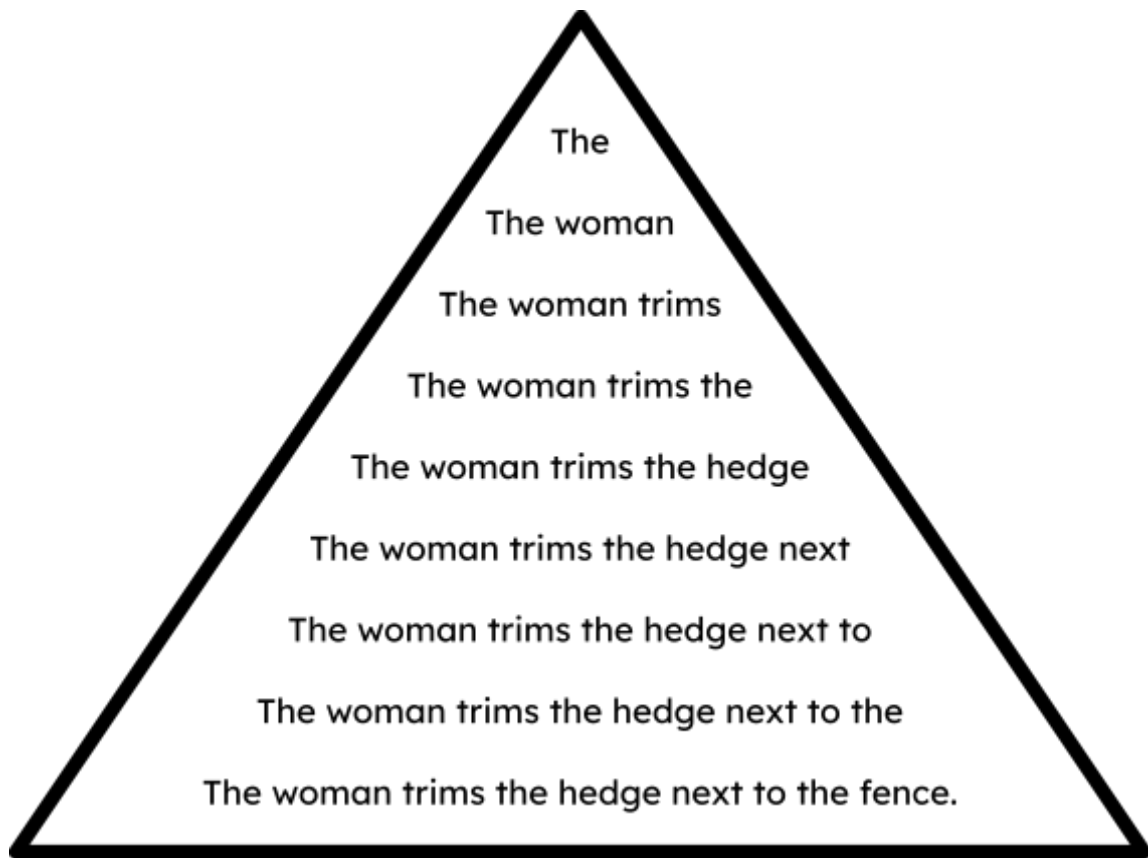 The
The woman
The woman trims
The woman trims the
The woman trims the hedge
The woman trims the hedge next
The woman trims the hedge next to
The woman trims the hedge next to the
The woman trims the hedge next to the fence.